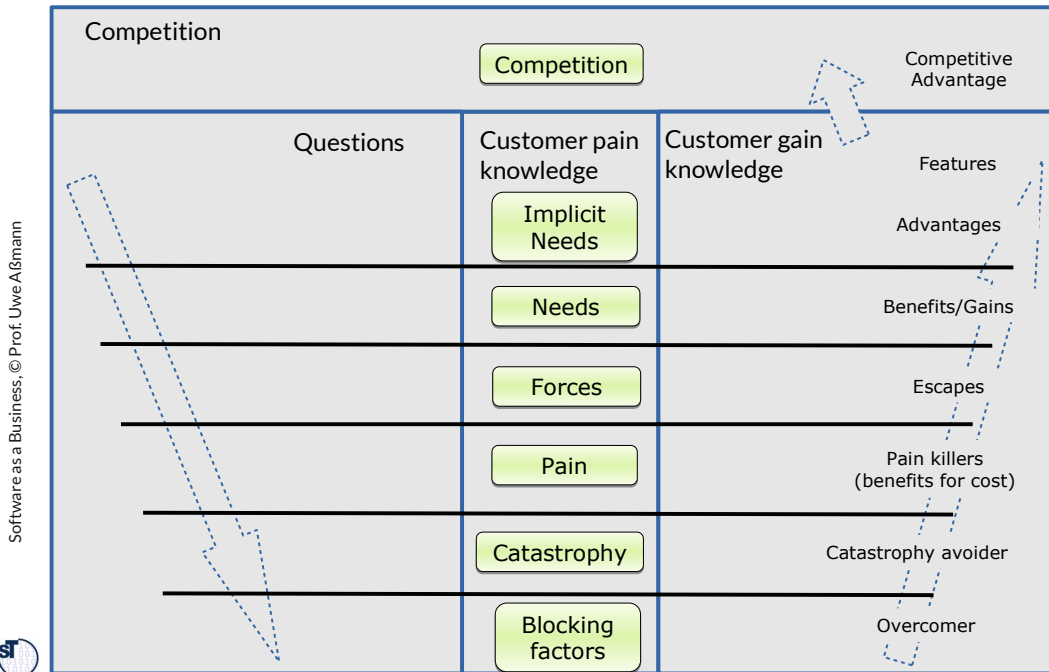 Competition
Competition
Competitive
Advantage
Questions
Customer pain
knowledge
Customer gain
knowledge
Features
Implicit
Needs
Advantages
Needs
Benefits/Gains
Forces
Escapes
Pain
Pain killers
(benefits for cost)
Catastrophy
Catastrophy avoider
Blocking
factors
Overcomer
Software as a Business, © Prof. Uwe Aßmann